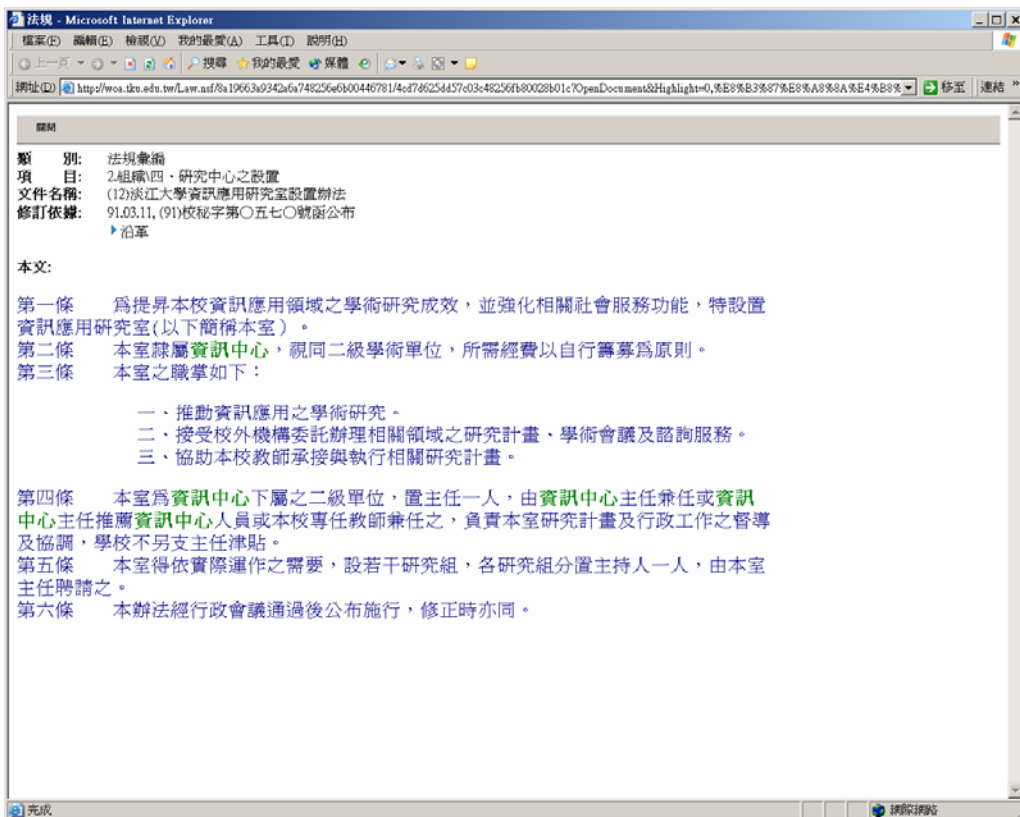 法規 - Microsoft Internet Explorer
檔案(F) 編輯(E) 檢視(V) 我的最愛(A) 工具(T) 說明(H)
上一頁 搜尋 我的最愛 媒體
網址(D) http://woa.tku.edu.tw/Law.nsf/8a19663a9342a6a748256e6b00446781/4cd7d625dd57c03c48256fb80028b01c?OpenDocument&Highlight=0,%E8%B3%87%E8%A8%8A%E4%B8% 移至 連結 »
關閉
類 別: 法規彙編
項 目: 2.組織\四、研究中心之設置
文件名稱: (12)淡江大學資訊應用研究室設置辦法
修訂依據: 91.03.11, (91)校秘字第○五七○號函公布
沿革
本文:
第一條 為提昇本校資訊應用領域之學術研究成效，並強化相關社會服務功能，特設置
資訊應用研究室(以下簡稱本室)。
第二條 本室隸屬資訊中心，視同二級學術單位，所需經費以自行籌募為原則。
第三條 本室之職掌如下：
一、推動資訊應用之學術研究。
二、接受校外機構委託辦理相關領域之研究計畫、學術會議及諮詢服務。
三、協助本校教師承接與執行相關研究計畫。
第四條 本室為資訊中心下屬之二級單位，置主任一人，由資訊中心主任兼任或資訊
中心主任推薦資訊中心人員或本校專任教師兼任之，負責本室研究計畫及行政工作之督導
及協調，學校不另支主任津貼。
第五條 本室得依實際運作之需要，設若干研究組，各研究組分置主持人一人，由本室
主任聘請之。
第六條 本辦法經行政會議通過後公布施行，修正時亦同。
完成 網際網路